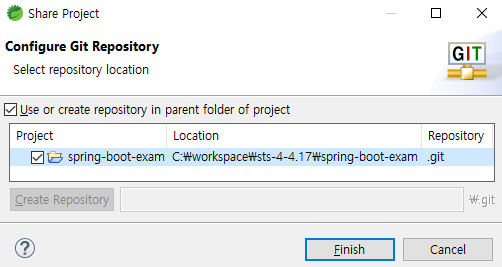 Share Project
Configure Git Repository
Select repository location
GIT
Use or create repository in parent folder of project
Project Location Repository
spring-boot-exam C:₩workspace₩sts-4-4.17₩spring-boot-exam .git
Create Repository ₩.git
? Finish Cancel